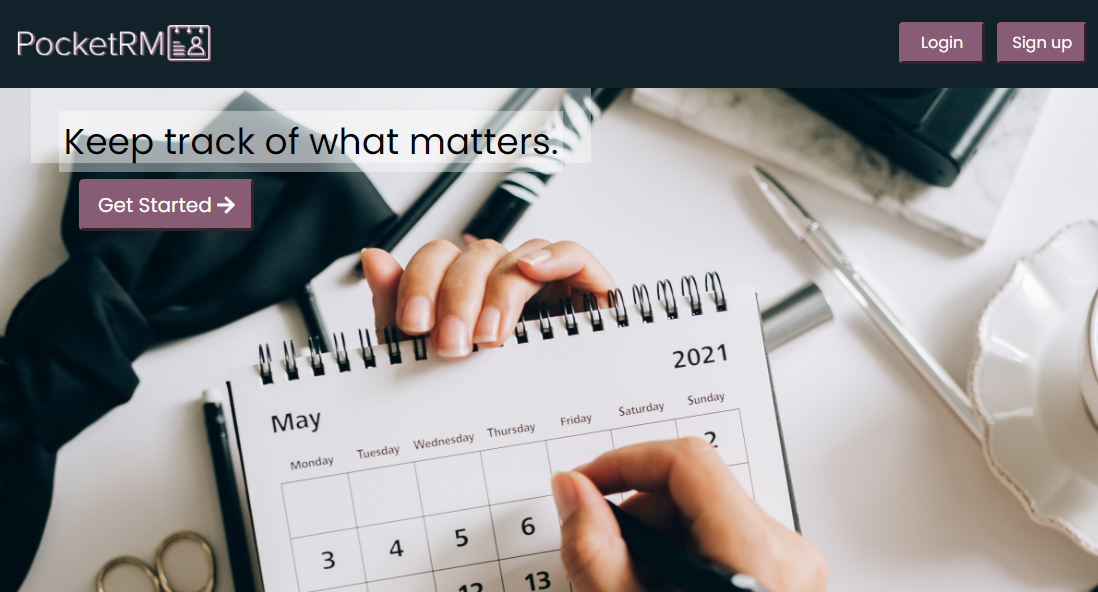 PocketRM
Login
Sign up
Keep track of what matters.
Get Started
2021
May
Monday Tuesday Wednesday Thursday Friday Saturday Sunday
2
3 4 5 6
12 13